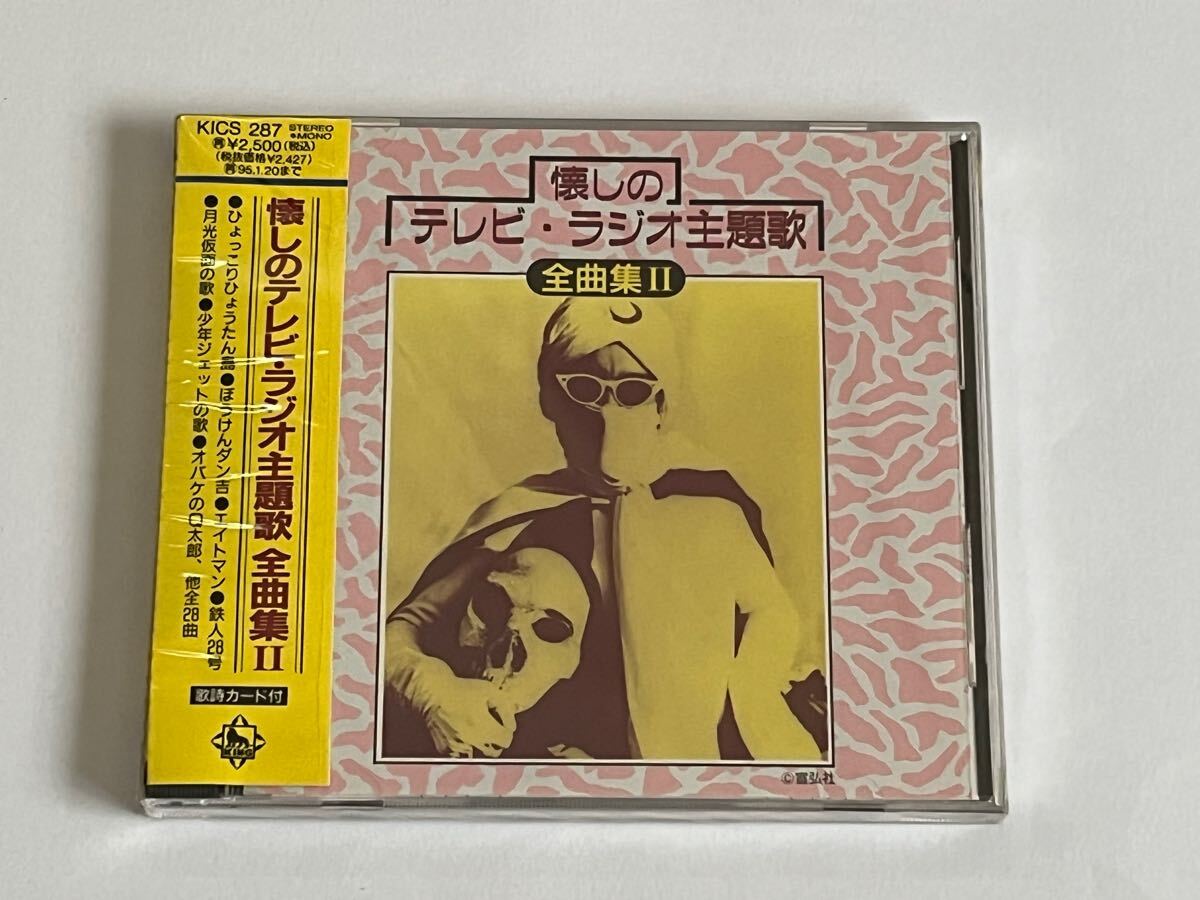 KICS 287 STEREO
●MONO
再¥2,500(税込)
(税抜価格¥2,427)
再95.1.20まで
懐しのテレビ・ラジオ主題歌 全曲集II
●ひょっこりひょうたん島●ぼうけんダン吉●エイトマン●鉄人28号
●月光仮面の歌●少年ジェットの歌●オバケのQ太郎、他全28曲
歌詩カード付
KING
懐しの
テレビ・ラジオ主題歌
全曲集II
©宣弘社